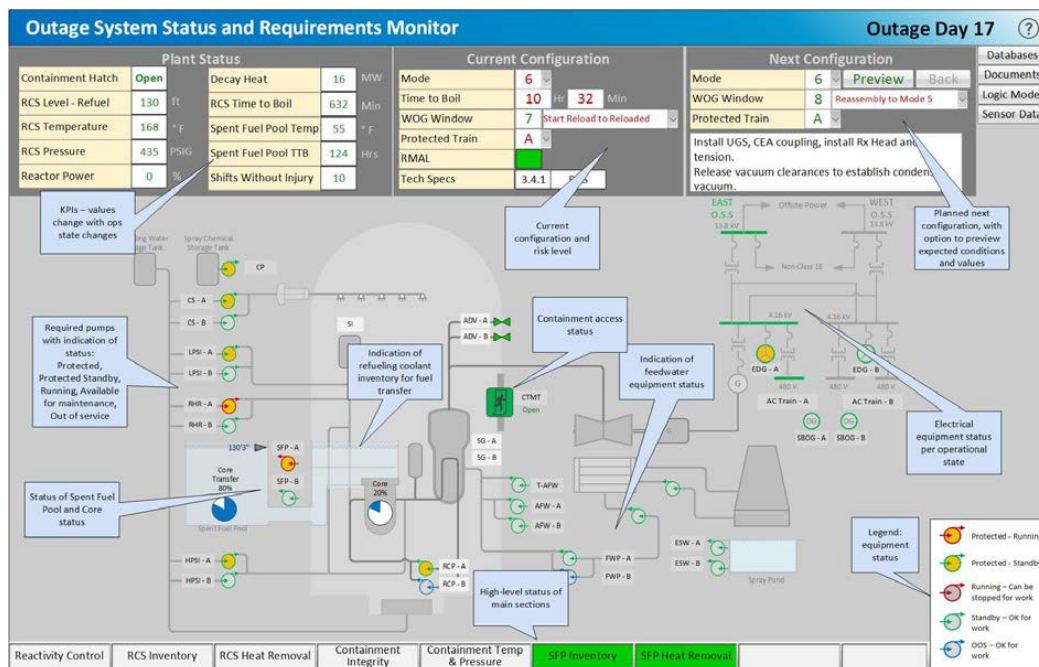 Outage System Status and Requirements Monitor
Outage Day 17
?
Plant Status
Containment Hatch Open
RCS Level - Refuel 130 ft
RCS Temperature 168 ° F
RCS Pressure 435 PSIG
Reactor Power 0 %
Decay Heat 16 MW
RCS Time to Boil 632 Min
Spent Fuel Pool Temp 55 ° F
Spent Fuel Pool TTB 124 Hrs
Shifts Without Injury 10
Current Configuration
Mode 6
Time to Boil 10 Hr 32 Min
WOG Window 7 Start Reload to Reloaded
Protected Train A
RMAL
Tech Specs 3.4.1
Next Configuration
Mode 6 Preview Back
WOG Window 8 Reassembly to Mode 5
Protected Train A
Install UGS, CEA coupling, install Rx Head and
tension.
Release vacuum clearances to establish condens
vacuum.
Databases
Documents
Logic Mode
Sensor Data
KPIs – values
change with ops
state changes
Current
configuration and
risk level
Planned next
configuration, with
option to preview
expected conditions
and values
ing Water
age Tank
Spray Chemical
Storage Tank
CP
CS - A
CS - B
LPSI - A
LPSI - B
RHR - A
RHR - B
Required pumps
with indication of
status:
Protected,
Protected Standby,
Running, Available
for maintenance,
Out of service
SI
Indication of
refueling coolant
inventory for fuel
transfer
ADV - A
ADV - B
Containment access
status
CTMT
Open
Indication of
feedwater
equipment status
EAST
O.S.S
13.8 kV
Offsite Power
WEST
O.S.S
13.8 kV
Non-Class 1E
4.16 kV
4.16 kV
EDG - A
EDG - B
480 V
480 V
480 V
G
G
AC Train - A
AC Train - B
DG
DG
SBOG - A
SBOG - B
Electrical
equipment status
per operational
state
130'3"
SFP - A
SFP - B
Core
Transfer
80%
Spent Fuel Pool
Core
20%
Status of Spent Fuel
Pool and Core
status
SG - A
SG - B
T-AFW
AFW - A
AFW - B
HPSI - A
HPSI - B
RCP - A
RCP - B
FWP - A
FWP - B
ESW - A
ESW - B
Spray Pond
High-level status of
main sections
Legend:
equipment
status
Protected - Runnin
Protected - Standb
Running – Can be
stopped for work
Standby – OK for
work
OOS – OK for
work
Reactivity Control
RCS Inventory
RCS Heat Removal
Containment
Integrity
Containment Temp
& Pressure
SFP Inventory
SFP Heat Removal